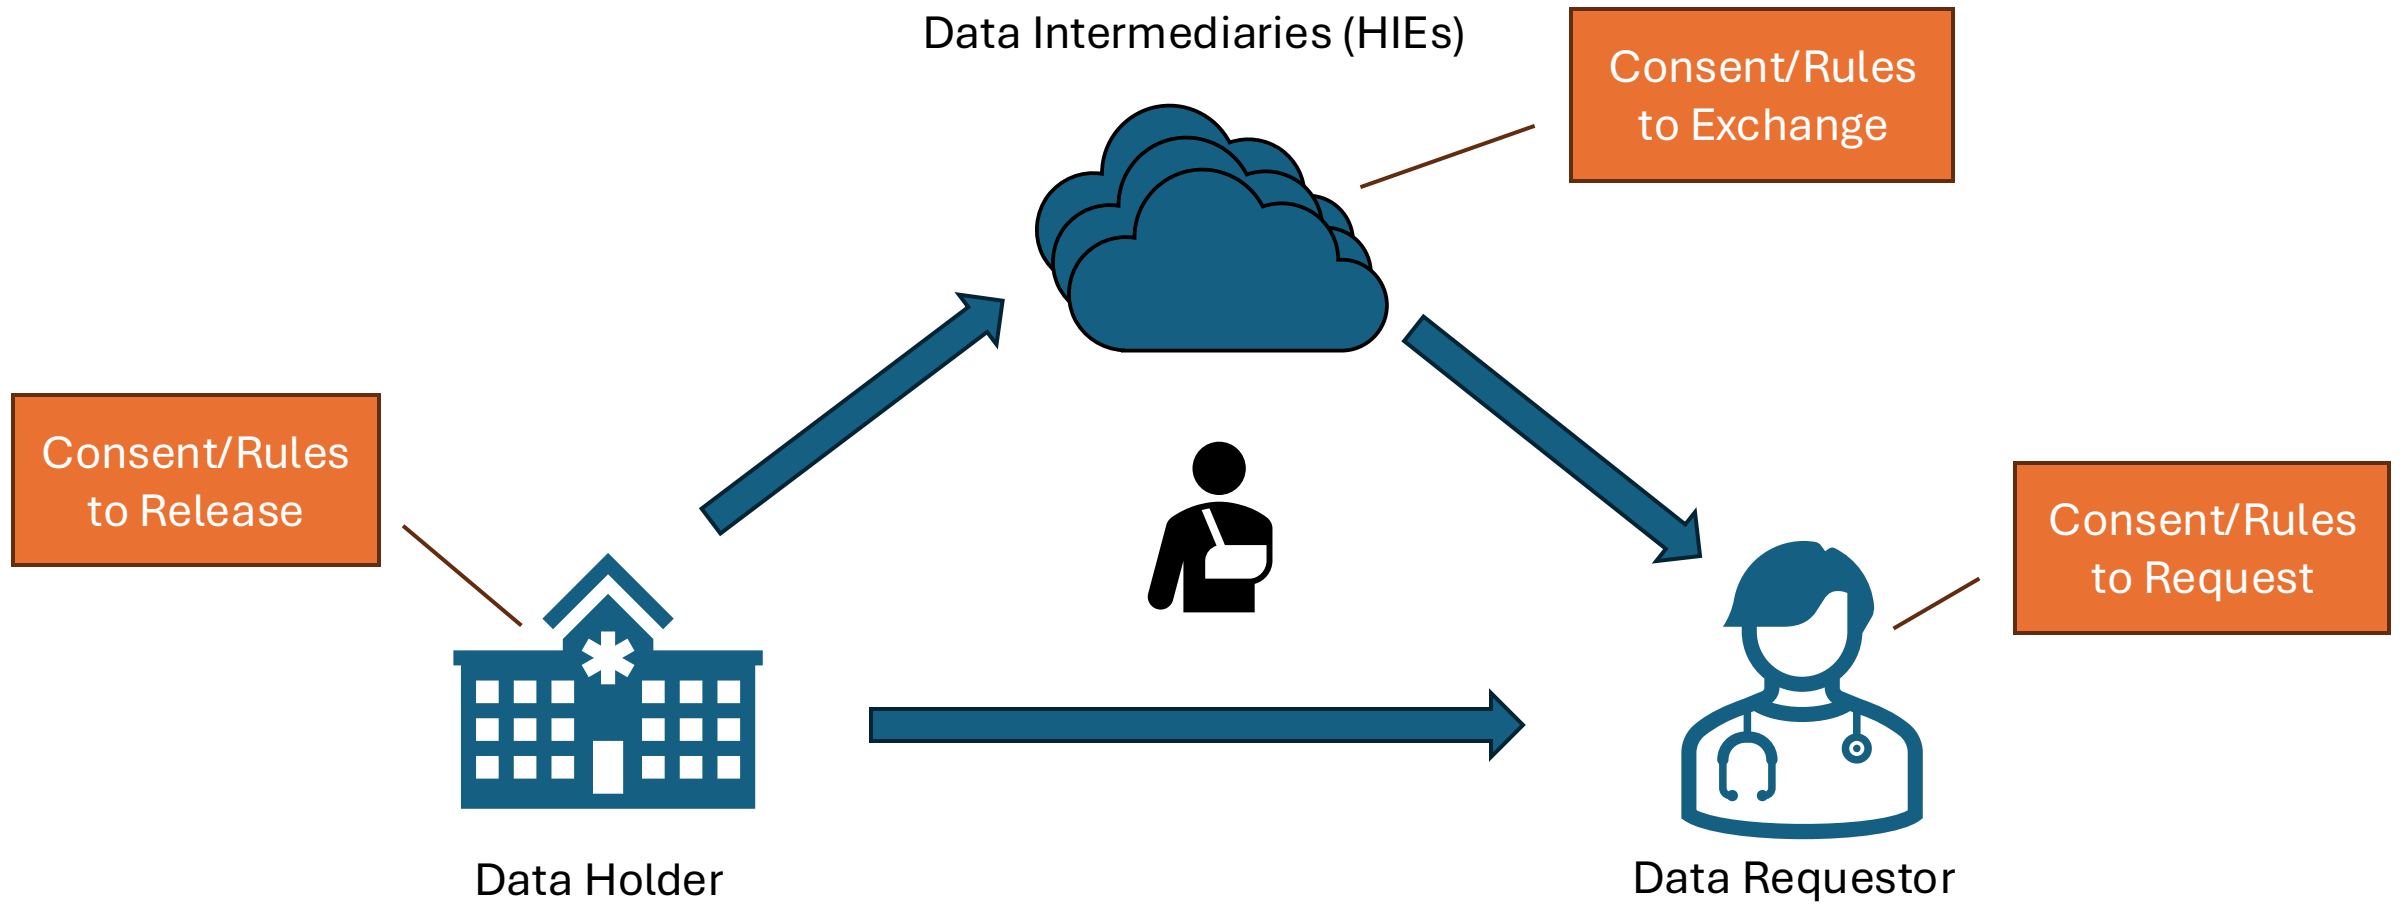 Data Intermediaries (HIEs)
Consent/Rules
to Exchange
Consent/Rules
to Release
Consent/Rules
to Request
Data Holder
Data Requestor